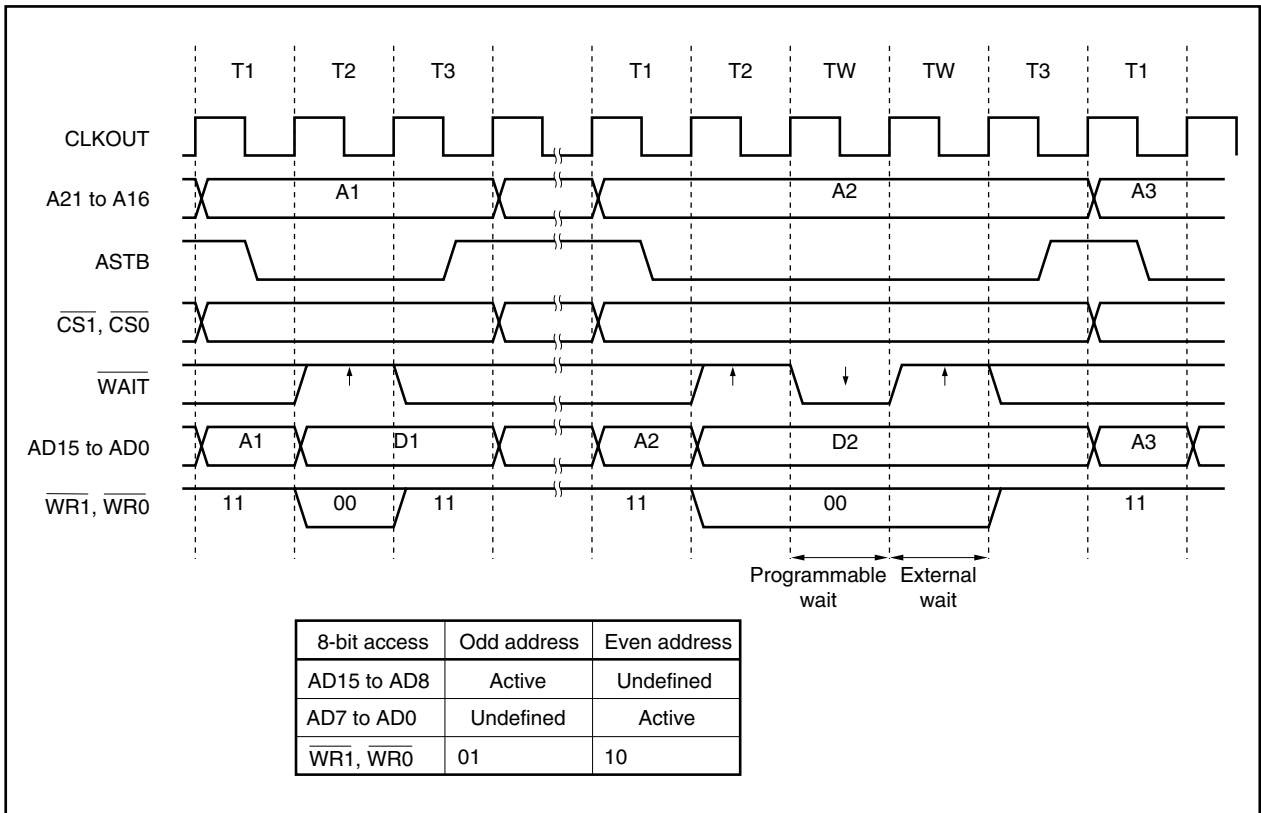 T1 T2 T3 T1 T2 TW TW T3 T1
CLKOUT
A21 to A16 A1 A2 A3
ASTB
CS1, CS0
WAIT
AD15 to AD0 A1 D1 A2 D2 A3
WR1, WR0 11 00 11 11 00 11
Programmable wait
External wait
8-bit access Odd address Even address
AD15 to AD8 Active Undefined
AD7 to AD0 Undefined Active
WR1, WR0 01 10